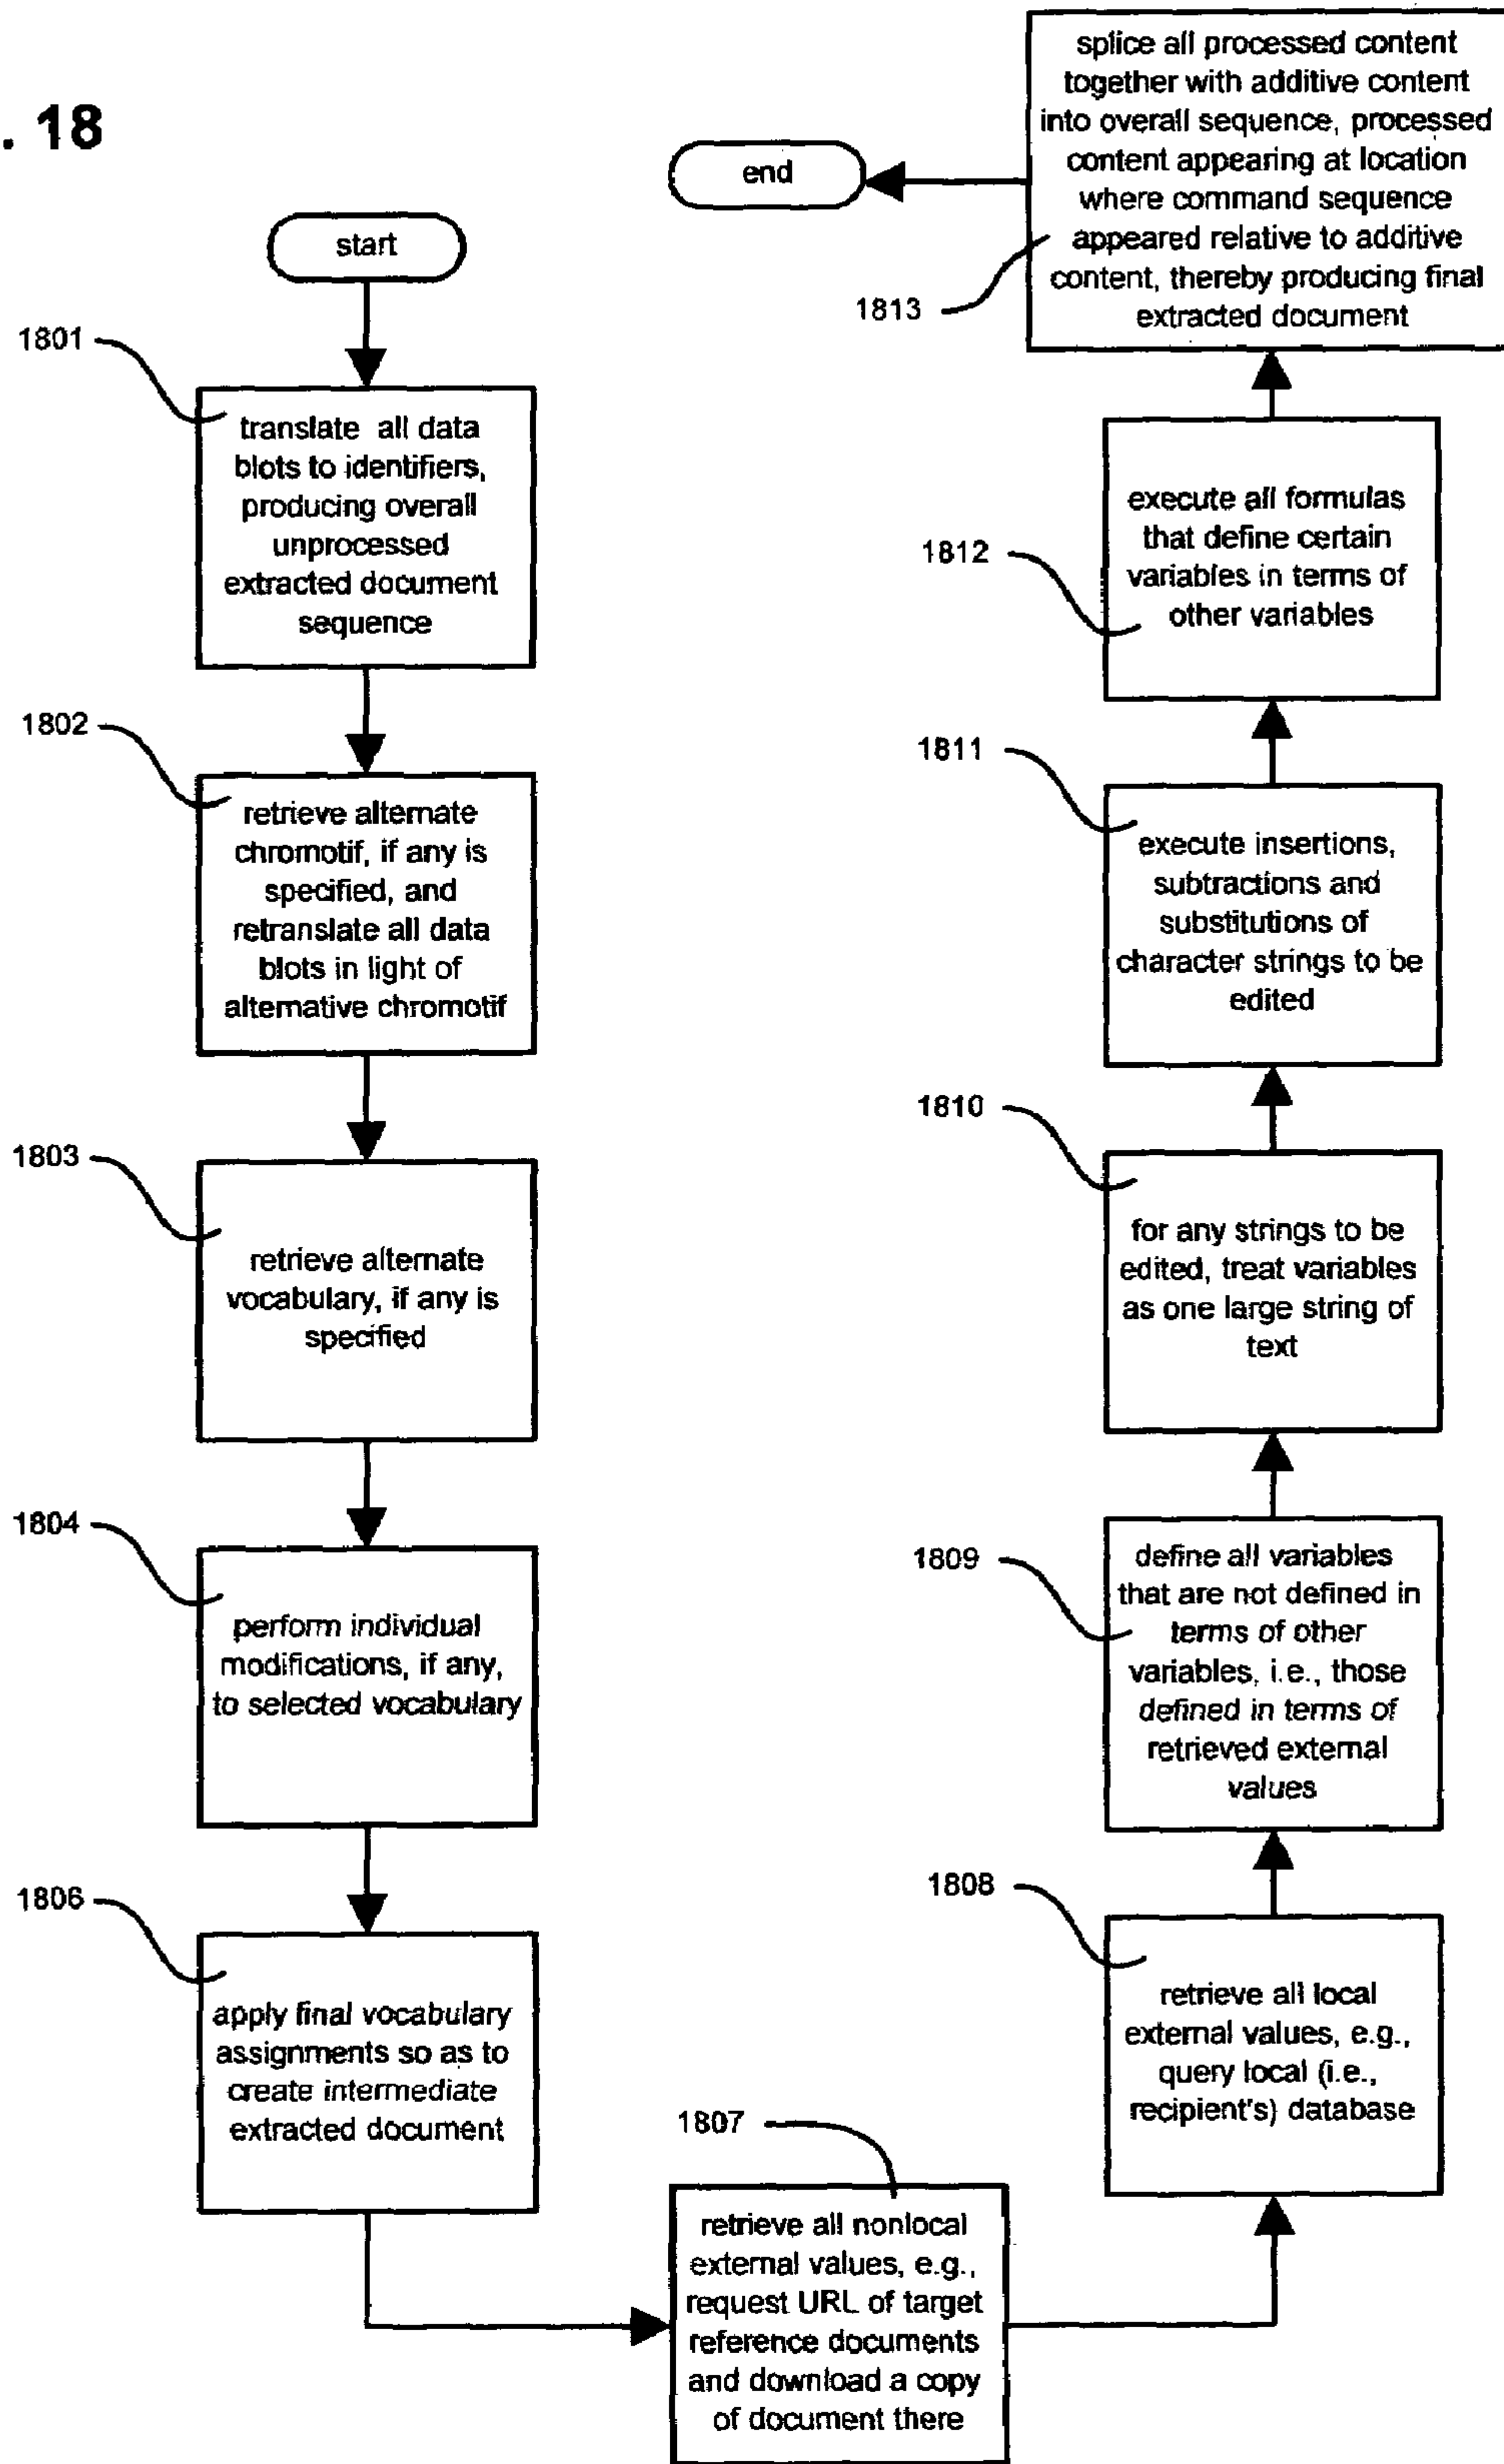 . 18
start
1801
translate all data
blots to identifiers,
producing overall
unprocessed
extracted document
sequence
1802
retrieve alternate
chromotif, if any is
specified, and
retranslate all data
blots in light of
alternative chromotif
1803
retrieve alternate
vocabulary, if any is
specified
1804
perform individual
modifications, if any,
to selected vocabulary
1806
apply final vocabulary
assignments so as to
create intermediate
extracted document
1807
retrieve all nonlocal
external values, e.g.,
request URL of target
reference documents
and download a copy
of document there
1808
retrieve all local
external values, e.g.,
query local (i.e.,
recipient's) database
1809
define all variables
that are not defined in
terms of other
variables, i.e., those
defined in terms of
retrieved external
values
1810
for any strings to be
edited, treat variables
as one large string of
text
1811
execute insertions,
subtractions and
substitutions of
character strings to be
edited
1812
execute all formulas
that define certain
variables in terms of
other variables
1813
splice all processed content
together with additive content
into overall sequence, processed
content appearing at location
where command sequence
appeared relative to additive
content, thereby producing final
extracted document
end